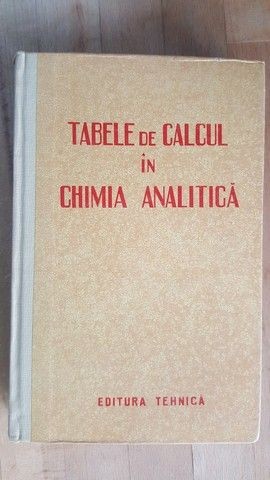 TABELE DE CALCUL
ÎN
CHIMIA ANALITICĂ
EDITURA TEHNICĂ